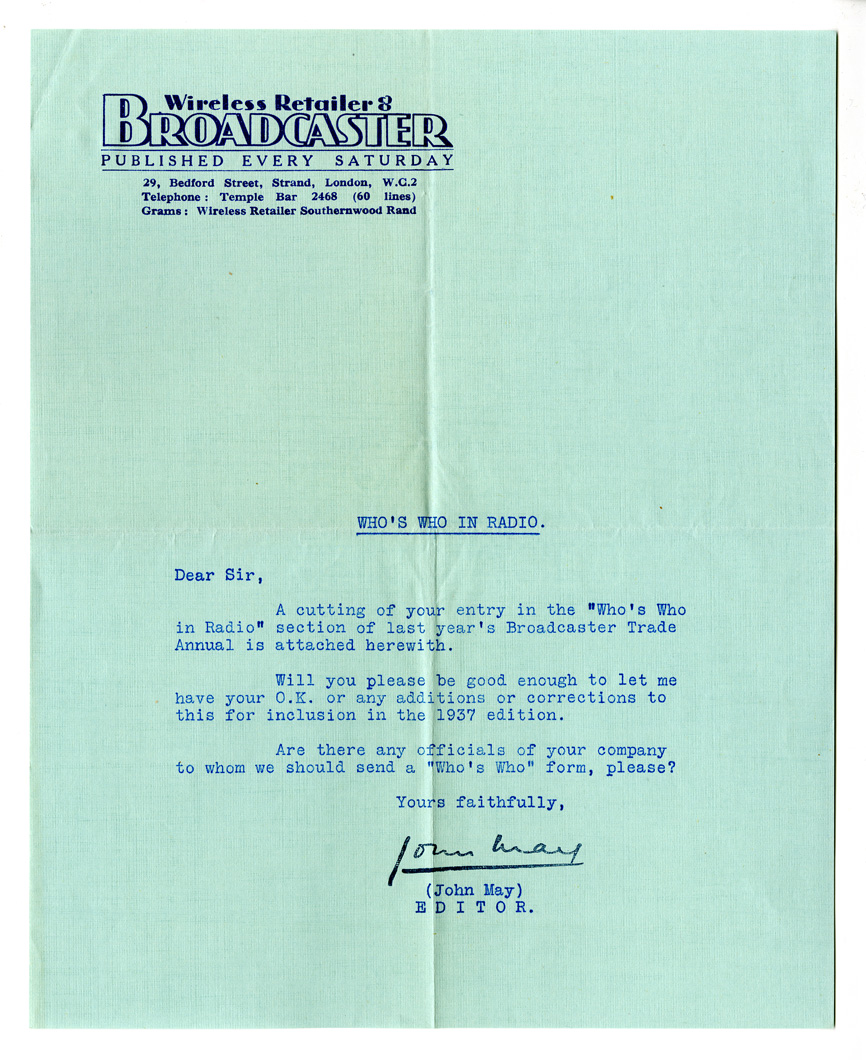 Wireless Retailer &
BROADCASTER
PUBLISHED EVERY SATURDAY
29, Bedford Street, Strand, London, W.C.2
Telephone : Temple Bar 2468 (60 lines)
Grams : Wireless Retailer Southernwood Rand
WHO'S WHO IN RADIO.
Dear Sir,
A cutting of your entry in the "Who's Who
in Radio" section of last year's Broadcaster Trade
Annual is attached herewith.
Will you please be good enough to let me
have your O.K. or any additions or corrections to
this for inclusion in the 1937 edition.
Are there any officials of your company
to whom we should send a "Who's Who" form, please?
Yours faithfully,
John May
(John May)
E D I T O R.